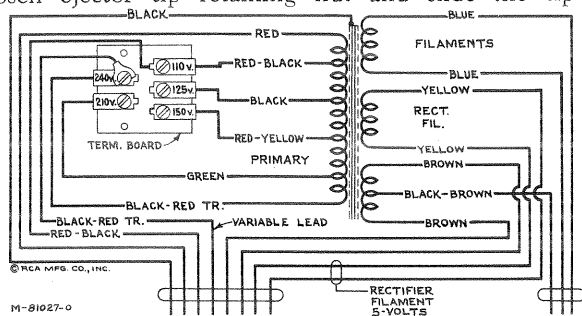 BLACK
BLUE
RED
FILAMENTS
RED-BLACK
110 v.
240v.
BLUE
125v.
BLACK
YELLOW
210v.
RECT.
FIL.
150v.
RED-YELLOW
TERM. BOARD
PRIMARY
YELLOW
BROWN
GREEN
BLACK-BROWN
BLACK-RED TR.
BLACK-RED TR.
VARIABLE LEAD
BROWN
RED-BLACK
© RCA MFG. CO., INC.
RECTIFIER
FILAMENT
5-VOLTS
M-81027-0